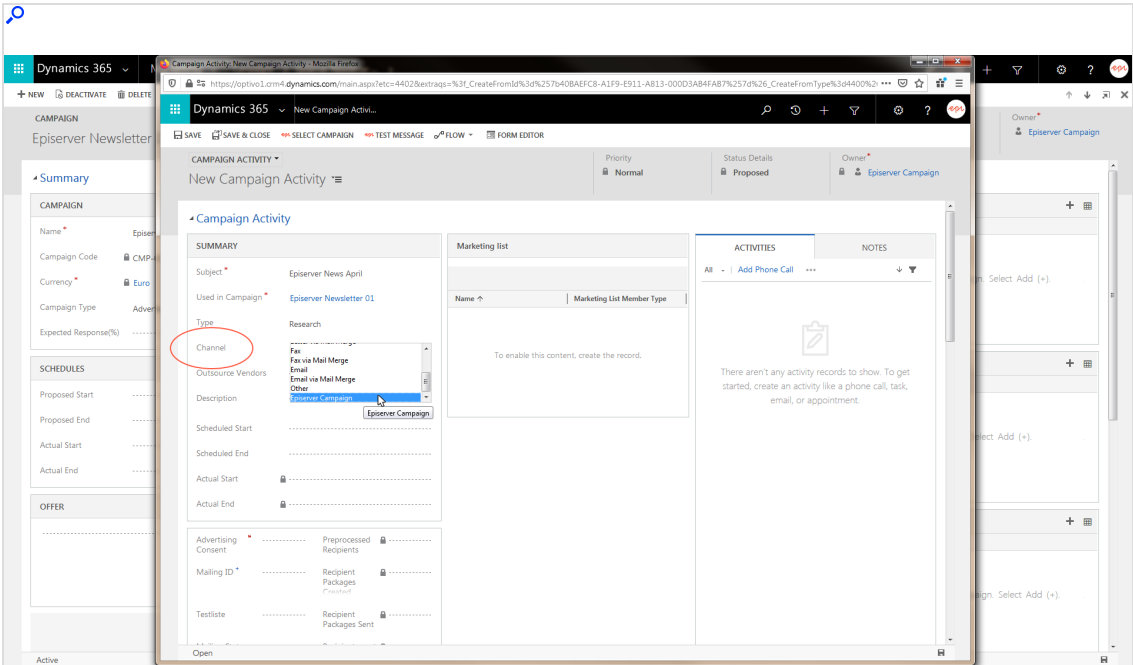 Dynamics 365
NEW DEACTIVATE DELETE
CAMPAIGN
Episerver Newsletter
Summary
CAMPAIGN
Name *
Campaign Code
CMP-
Currency *
Euro
Campaign Type
Expected Response(%)
SCHEDULES
Proposed Start
Proposed End
Actual Start
Actual End
OFFER
Active
Campaign Activity: New Campaign Activity - Mozilla Firefox
Dynamics 365 New Campaign Activi...
SAVE SAVE & CLOSE SELECT CAMPAIGN TEST MESSAGE FLOW FORM EDITOR
CAMPAIGN ACTIVITY
New Campaign Activity
Priority
Normal
Status Details
Proposed
Owner*
Episerver Campaign
Campaign Activity
SUMMARY
Subject * Episerver News April
Used in Campaign * Episerver Newsletter 01
Type Research
Channel
Fax
Fax via Mail Merge
Email
Email via Mail Merge
Other
Episerver Campaign
Episerver Campaign
Outsource Vendors
Description
Scheduled Start
Scheduled End
Actual Start
Actual End
Advertising Consent *
Preprocessed Recipients
Mailing ID *
Recipient Packages Created
Testliste
Recipient Packages Sent
Open
Marketing list
Name Marketing List Member Type
To enable this content, create the record.
ACTIVITIES NOTES
All Add Phone Call ...
There aren't any activity records to show. To get
started, create an activity like a phone call, task,
email, or appointment.
Owner*
Episerver Campaign
Select Add (+).
elect Add (+).
aign. Select Add (+).